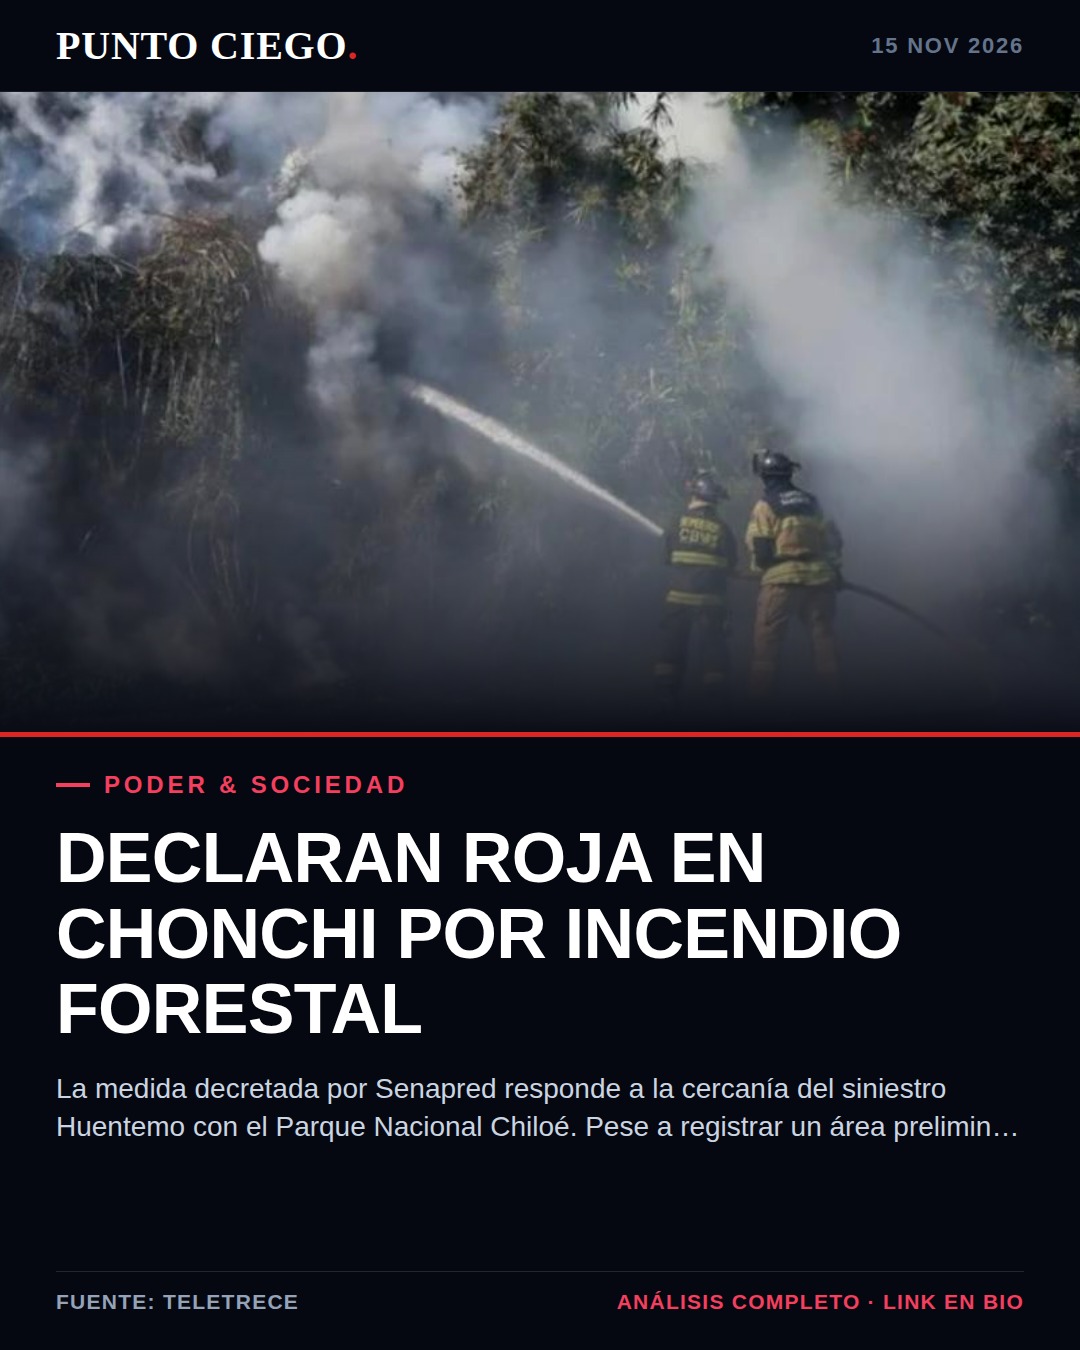 PUNTO CIEGO.
15 NOV 2026
PODER & SOCIEDAD
DECLARAN ROJA EN
CHONCHI POR INCENDIO
FORESTAL
La medida decretada por Senapred responde a la cercanía del siniestro
Huentemo con el Parque Nacional Chiloé. Pese a registrar un área prelimin…
FUENTE: TELETRECE
ANÁLISIS COMPLETO · LINK EN BIO